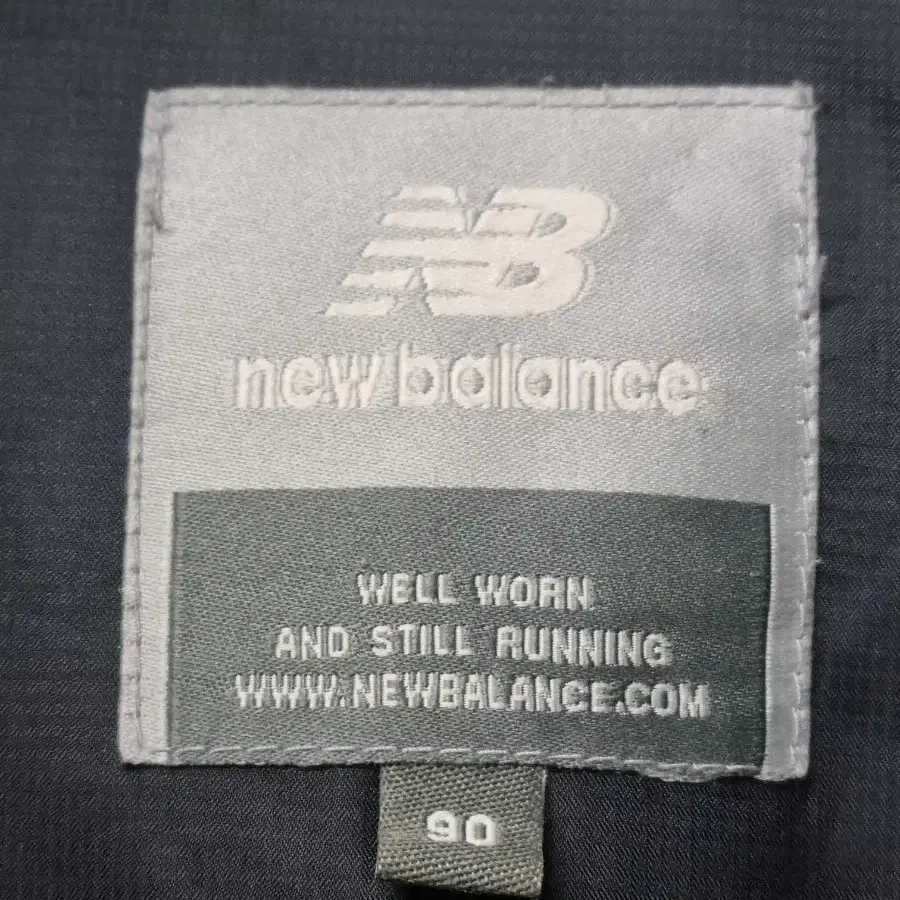 NB
new balance
WELL WORN
AND STILL RUNNING
WWW.NEWBALANCE.COM
90